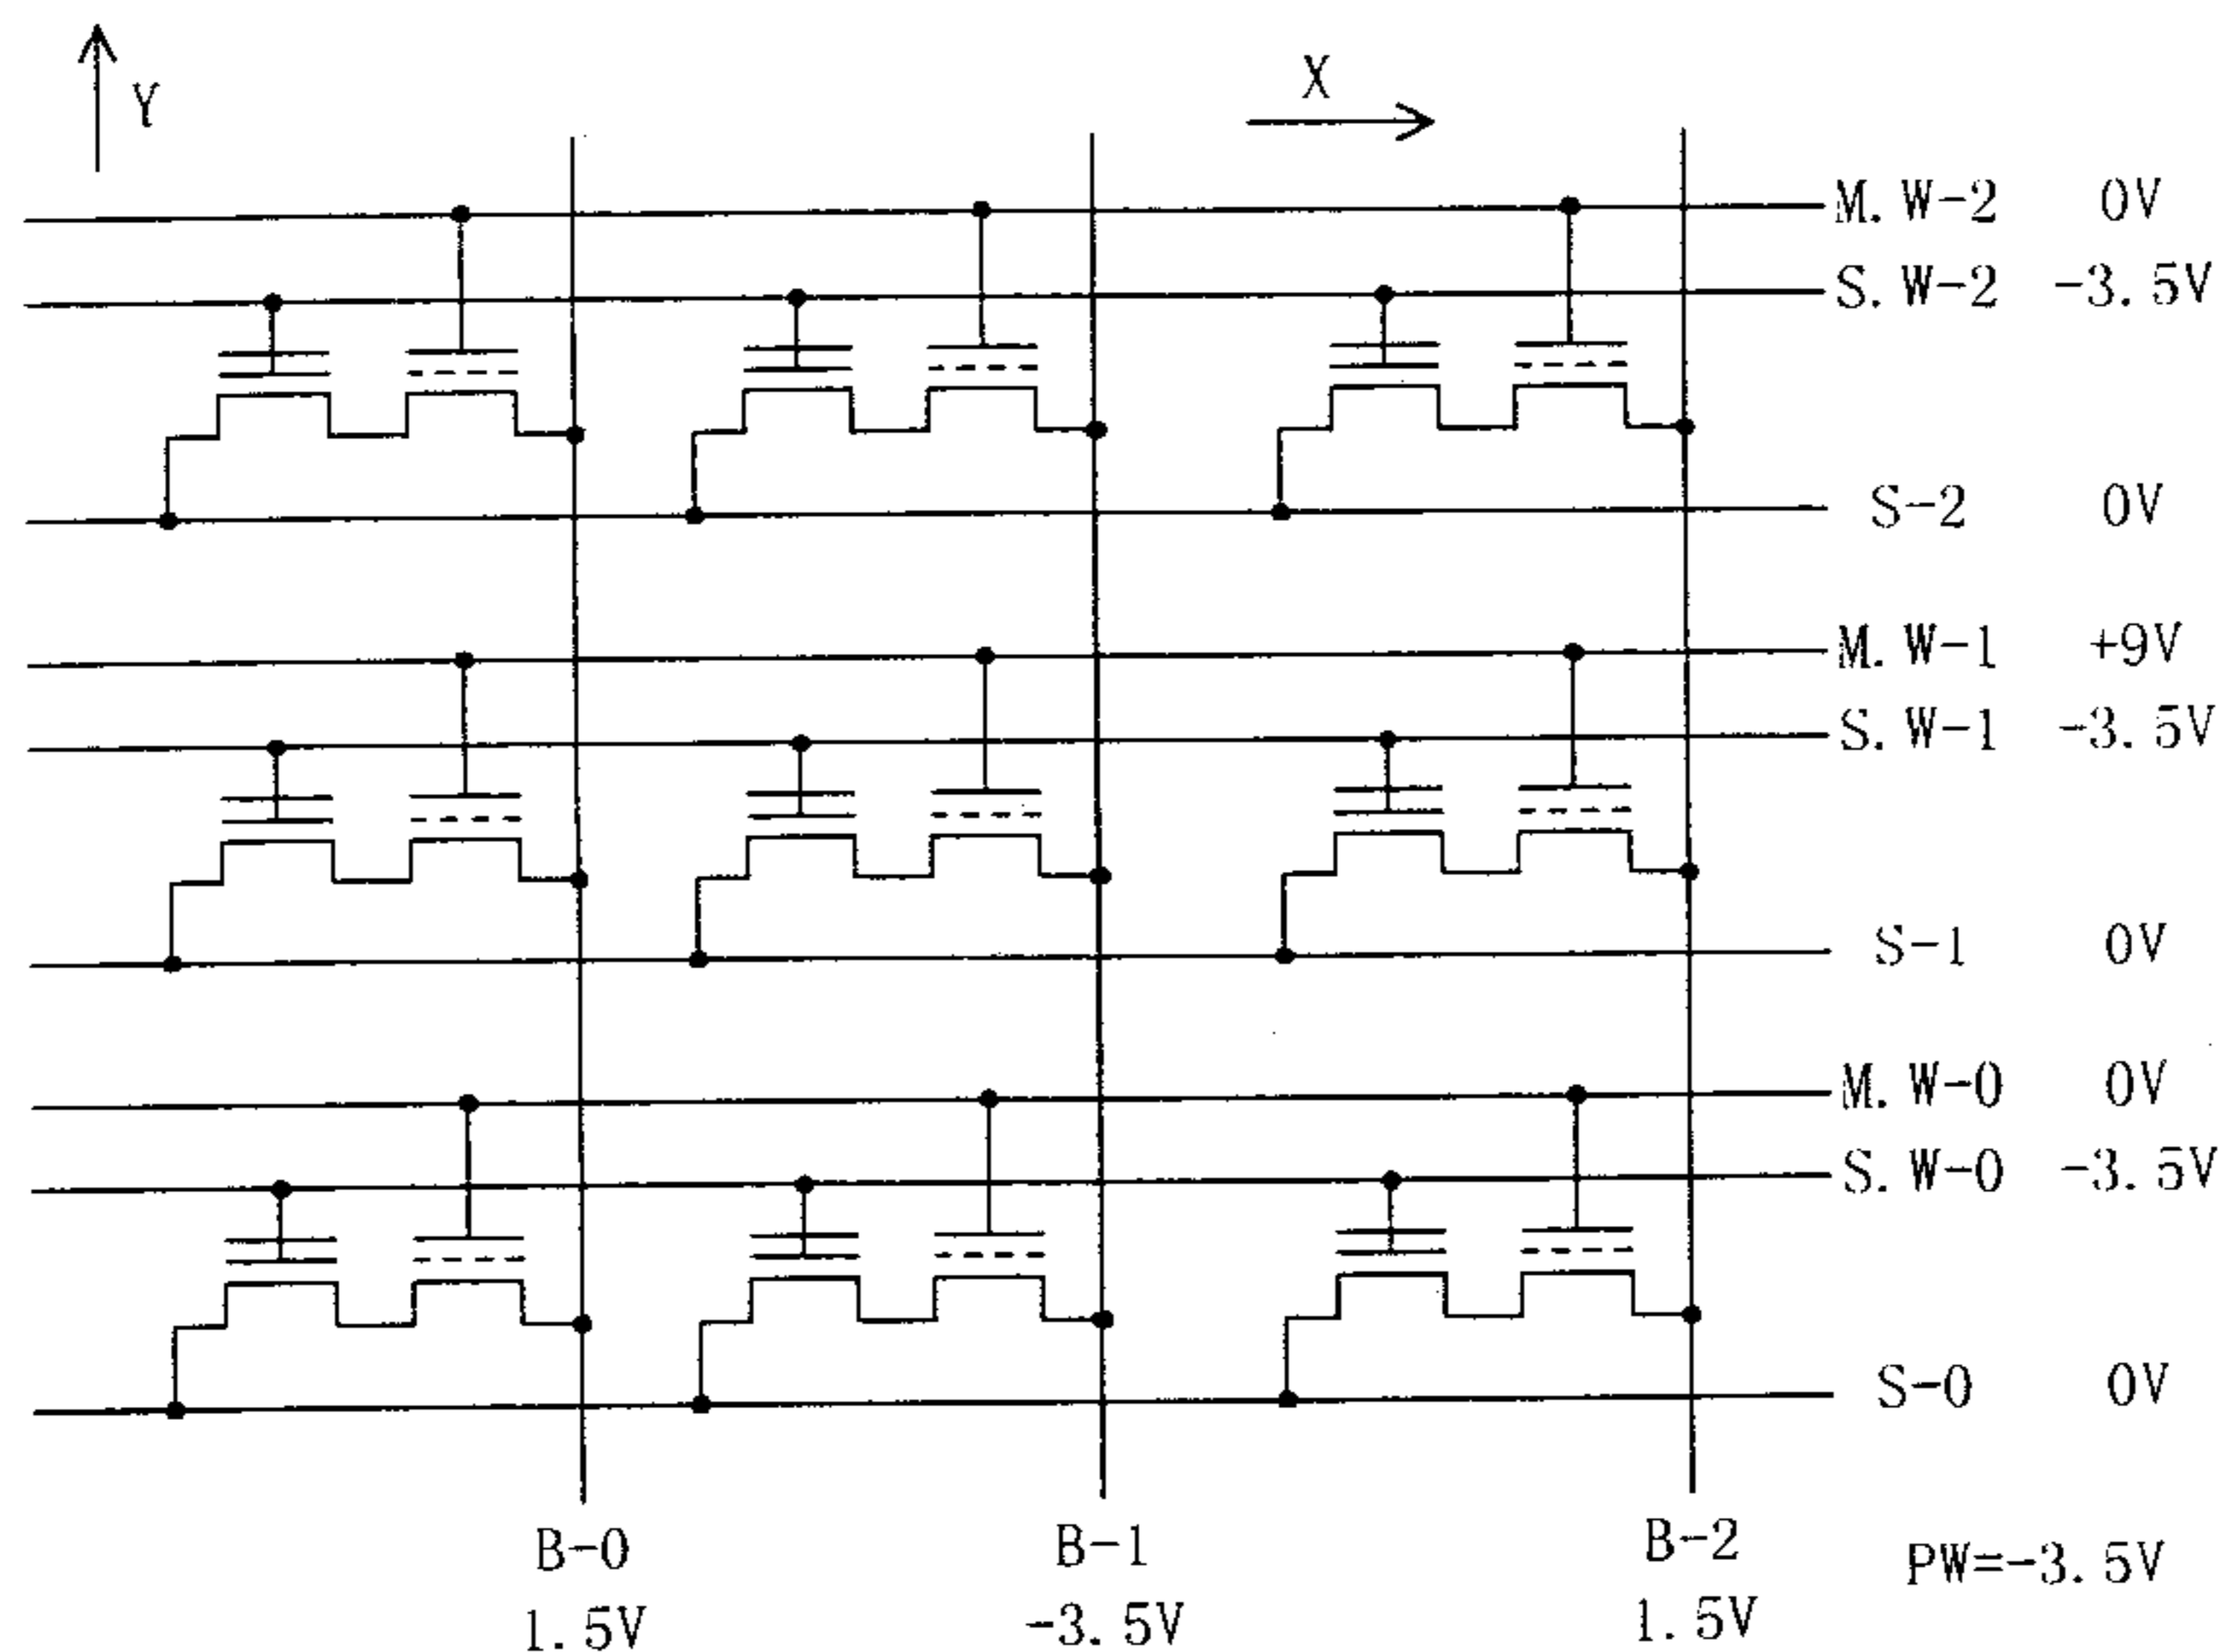 Y
X
M. W-2 0V
S. W-2 -3. 5V
S-2 0V
M. W-1 +9V
S. W-1 -3. 5V
S-1 0V
M. W-0 0V
S. W-0 -3. 5V
S-0 0V
B-0 B-1 B-2 PW=-3. 5V
1. 5V -3. 5V 1. 5V